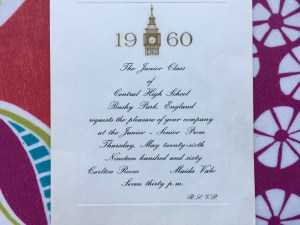 1960
The Junior Class
of
Central High School
Bushy Park, England
requests the pleasure of your company
at the Junior - Senior Prom
Thursday, May twenty-sixth
Nineteen hundred and sixty
Carlton Room Maida Vale
Seven thirty p.m.
R.S.V.P.